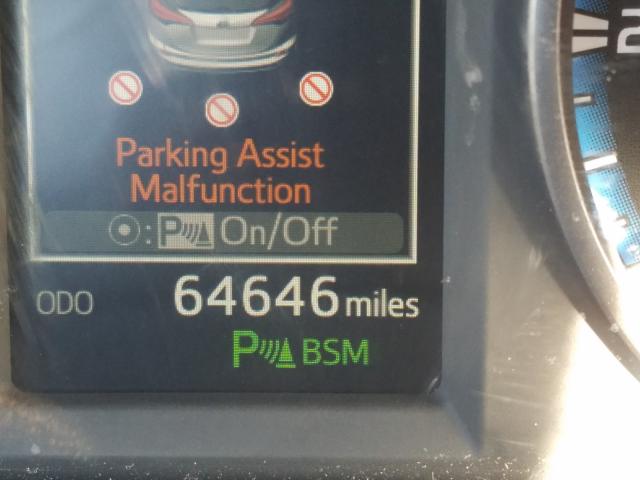 Parking Assist
Malfunction
: P On/Off
ODO 64646 miles
P BSM